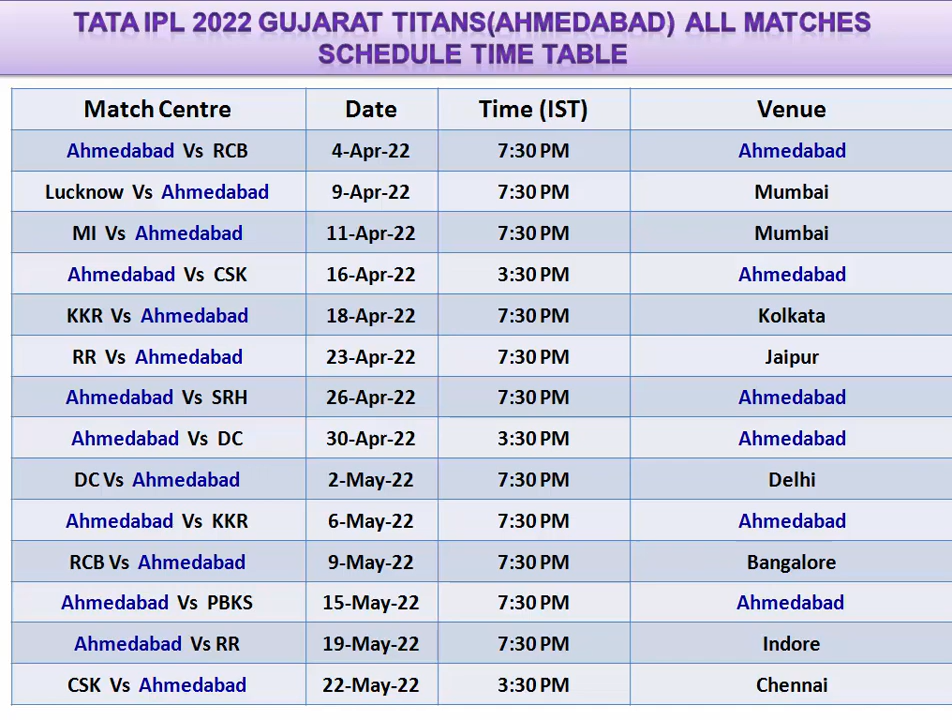 TATA IPL 2022 GUJARAT TITANS(AHMEDABAD) ALL MATCHES
SCHEDULE TIME TABLE
Match Centre Date Time (IST) Venue
Ahmedabad Vs RCB 4-Apr-22 7:30 PM Ahmedabad
Lucknow Vs Ahmedabad 9-Apr-22 7:30 PM Mumbai
MI Vs Ahmedabad 11-Apr-22 7:30 PM Mumbai
Ahmedabad Vs CSK 16-Apr-22 3:30 PM Ahmedabad
KKR Vs Ahmedabad 18-Apr-22 7:30 PM Kolkata
RR Vs Ahmedabad 23-Apr-22 7:30 PM Jaipur
Ahmedabad Vs SRH 26-Apr-22 7:30 PM Ahmedabad
Ahmedabad Vs DC 30-Apr-22 3:30 PM Ahmedabad
DC Vs Ahmedabad 2-May-22 7:30 PM Delhi
Ahmedabad Vs KKR 6-May-22 7:30 PM Ahmedabad
RCB Vs Ahmedabad 9-May-22 7:30 PM Bangalore
Ahmedabad Vs PBKS 15-May-22 7:30 PM Ahmedabad
Ahmedabad Vs RR 19-May-22 7:30 PM Indore
CSK Vs Ahmedabad 22-May-22 3:30 PM Chennai